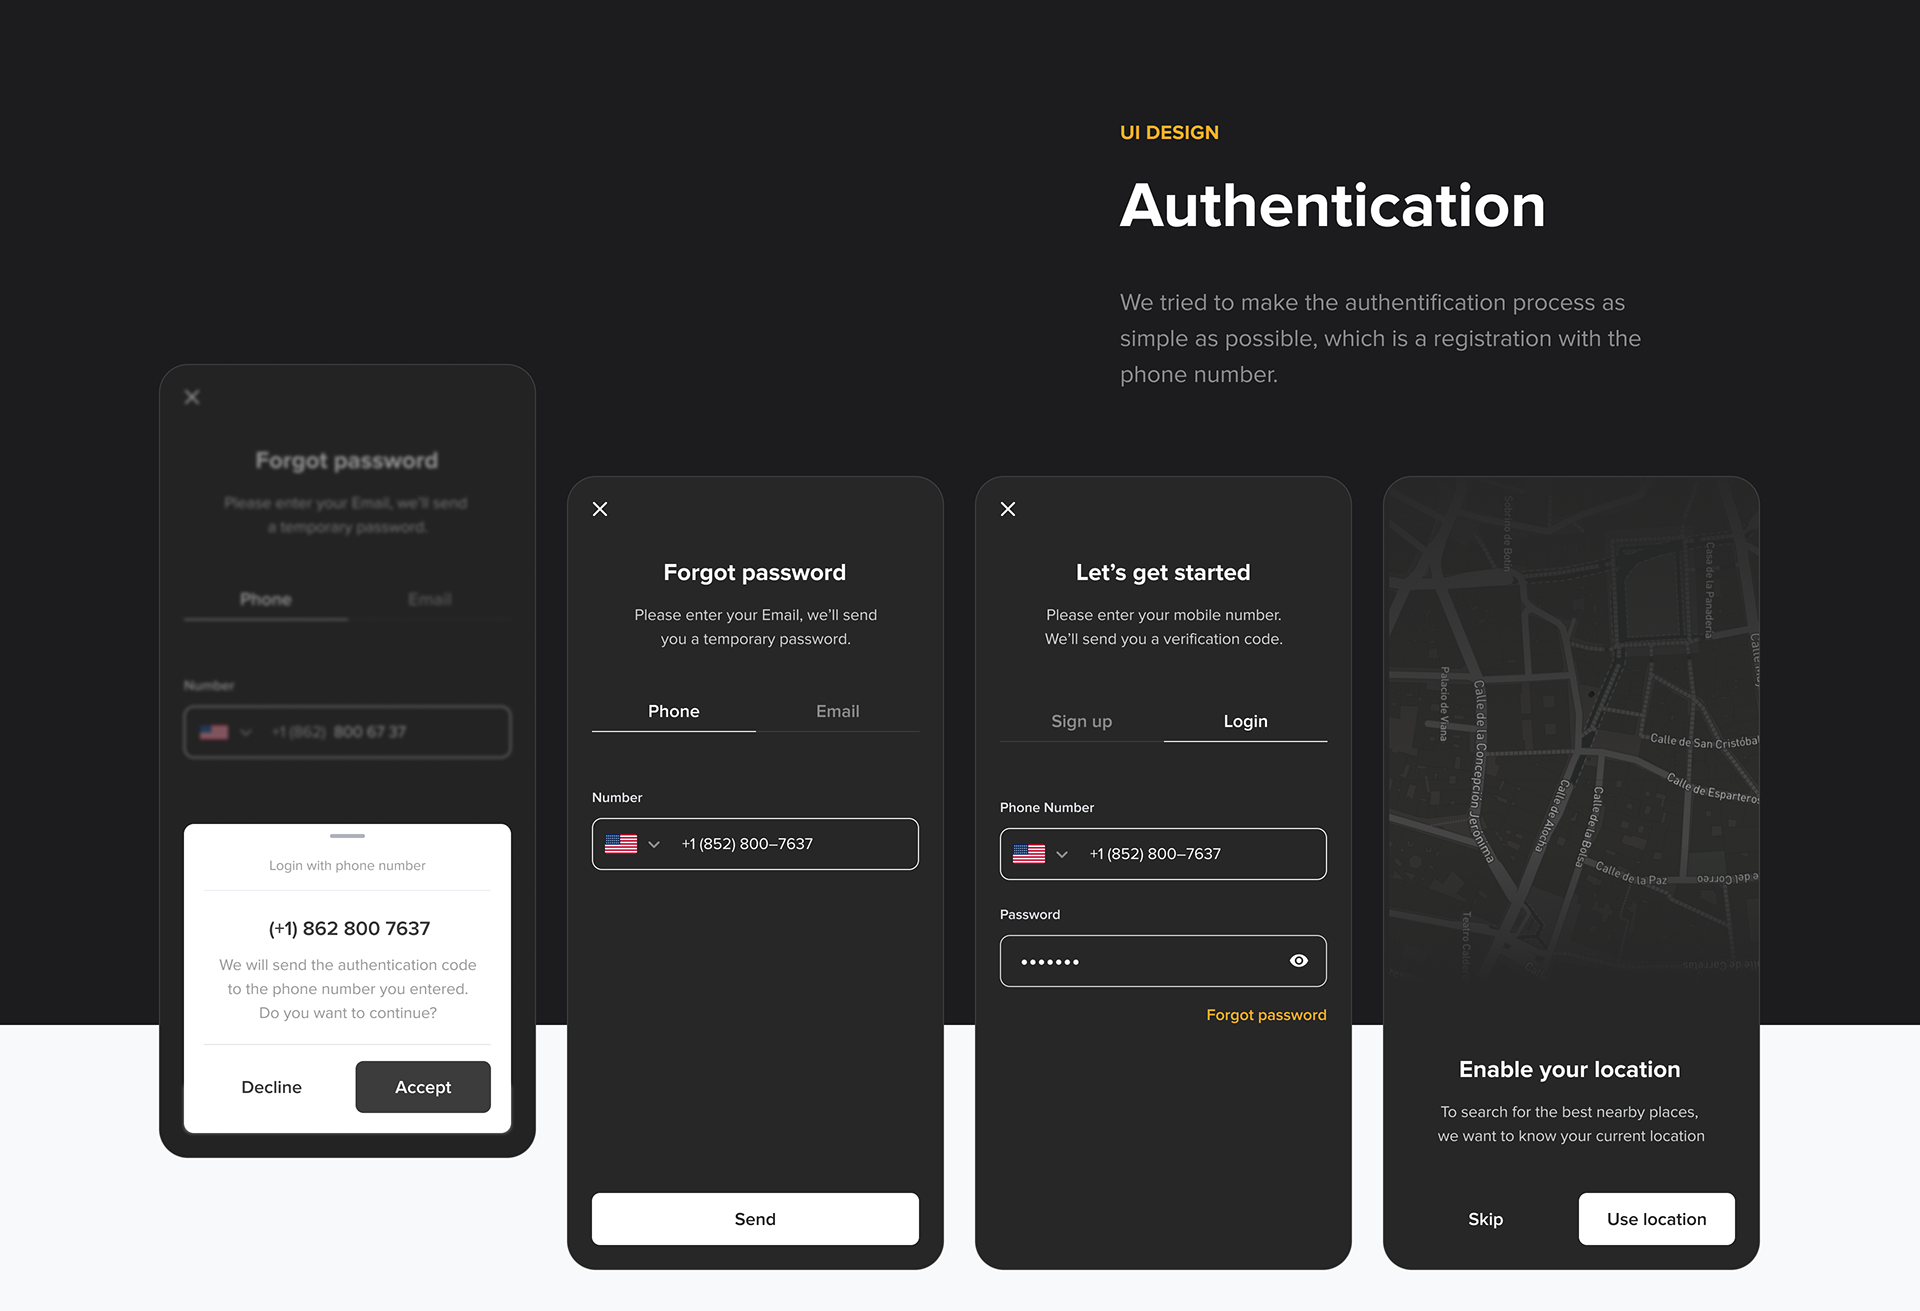 UI DESIGN
Authentication
We tried to make the authentification process as
simple as possible, which is a registration with the
phone number.
Forgot password
Please enter your Email, we'll send
a temporary password.
Phone
Email
Number
+1 (862) 800 67 37
Login with phone number
(+1) 862 800 7637
We will send the authentication code
to the phone number you entered.
Do you want to continue?
Decline
Accept
Forgot password
Please enter your Email, we'll send
you a temporary password.
Phone
Email
Number
+1 (852) 800–7637
Send
Let's get started
Please enter your mobile number.
We'll send you a verification code.
Sign up
Login
Phone Number
+1 (852) 800–7637
Password
•••••••
Forgot password
Sobrino de Botín
Casa de la Panadería
Palacio de Viana
Calle de la Concepción Jerónima
Calle de San Cristóbal
Calle de Espartero
Calle de Atocha
Calle de la Bolsa
Calle de la Paz
e del Correo
Enable your location
To search for the best nearby places,
we want to know your current location
Skip
Use location